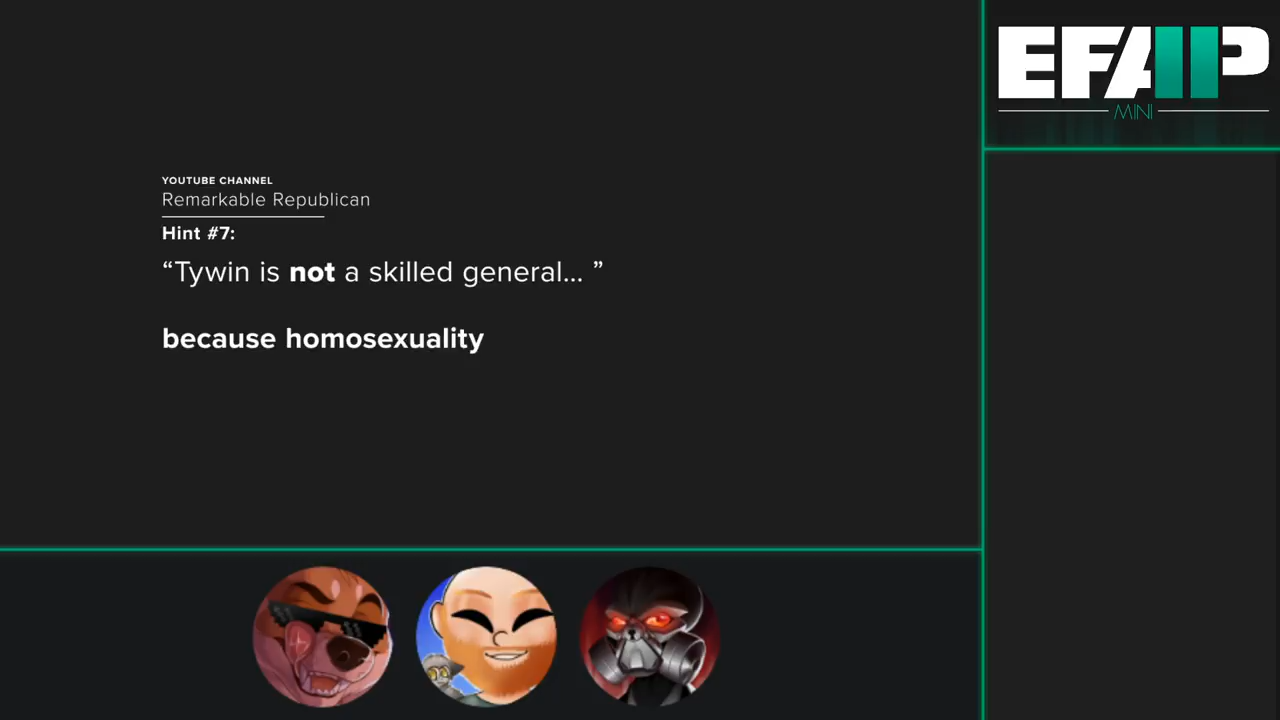 EFAP
MINI
YOUTUBE CHANNEL
Remarkable Republican
Hint #7:
“Tywin is not a skilled general... ”
because homosexuality